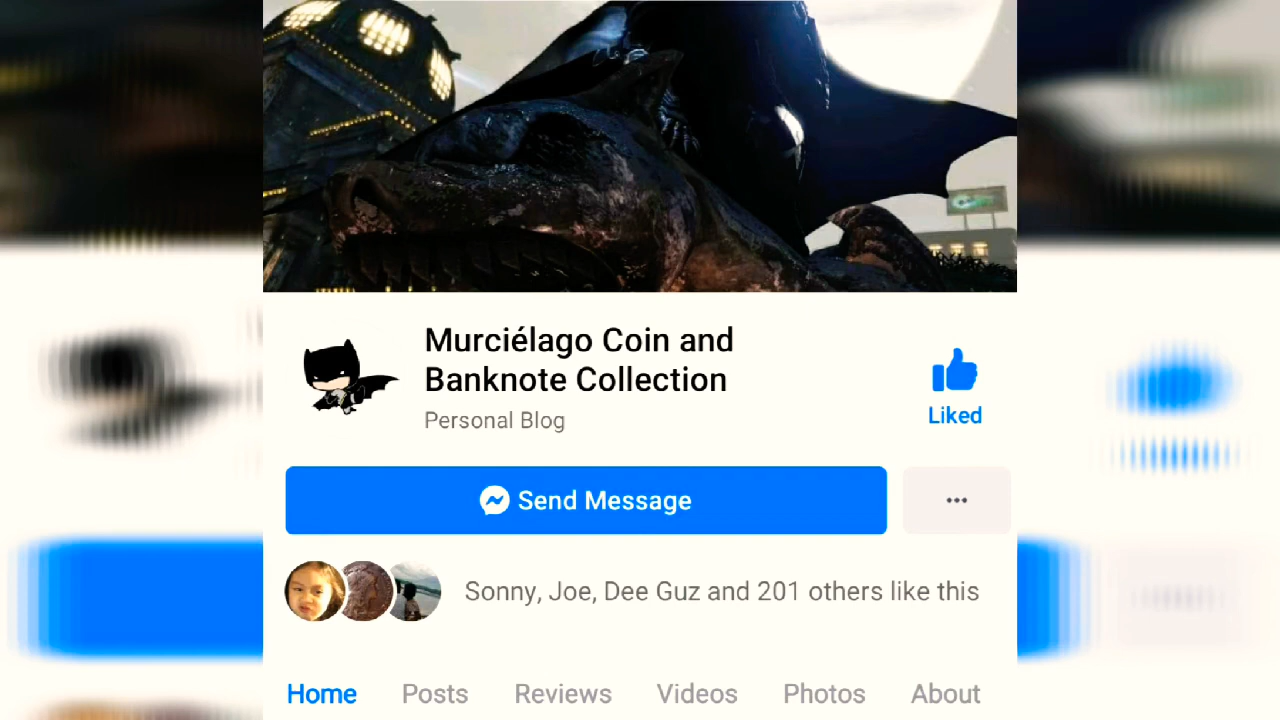 Murciélago Coin and
Banknote Collection
Personal Blog
Liked
Send Message
Sonny, Joe, Dee Guz and 201 others like this
Home Posts Reviews Videos Photos About